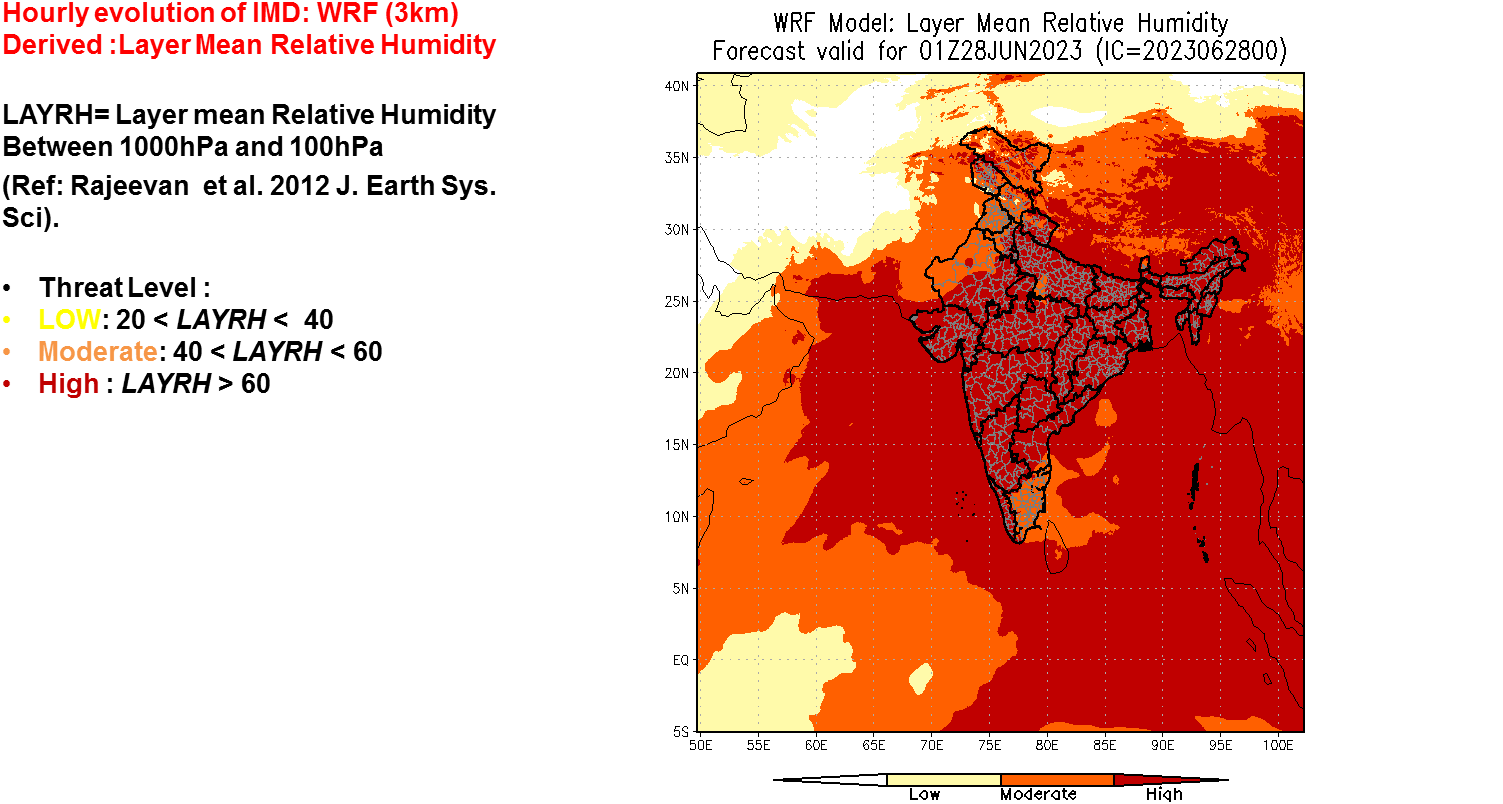 Hourly evolution of IMD: WRF (3km)
Derived :Layer Mean Relative Humidity
LAYRH= Layer mean Relative Humidity
Between 1000hPa and 100hPa
(Ref: Rajeevan et al. 2012 J. Earth Sys.
Sci).
• Threat Level :
• LOW: 20 < LAYRH < 40
• Moderate: 40 < LAYRH < 60
• High : LAYRH > 60
WRF Model: Layer Mean Relative Humidity
Forecast valid for 01Z28JUN2023 (IC=2023062800)
40N
35N
30N
25N
20N
15N
10N
5N
EQ
5S
50E 55E 60E 65E 70E 75E 80E 85E 90E 95E 100E
Low Moderate High